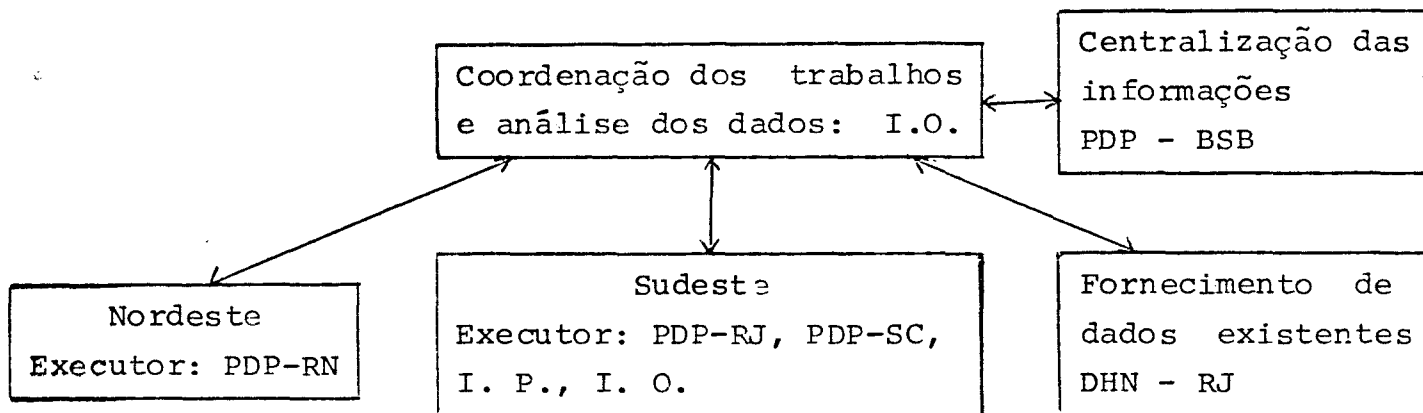 Coordenação dos trabalhos
e análise dos dados: I.O.
Centralização das
informações
PDP - BSB
Nordeste
Executor: PDP-RN
Sudeste
Executor: PDP-RJ, PDP-SC,
I. P., I. O.
Fornecimento de
dados existentes
DHN - RJ